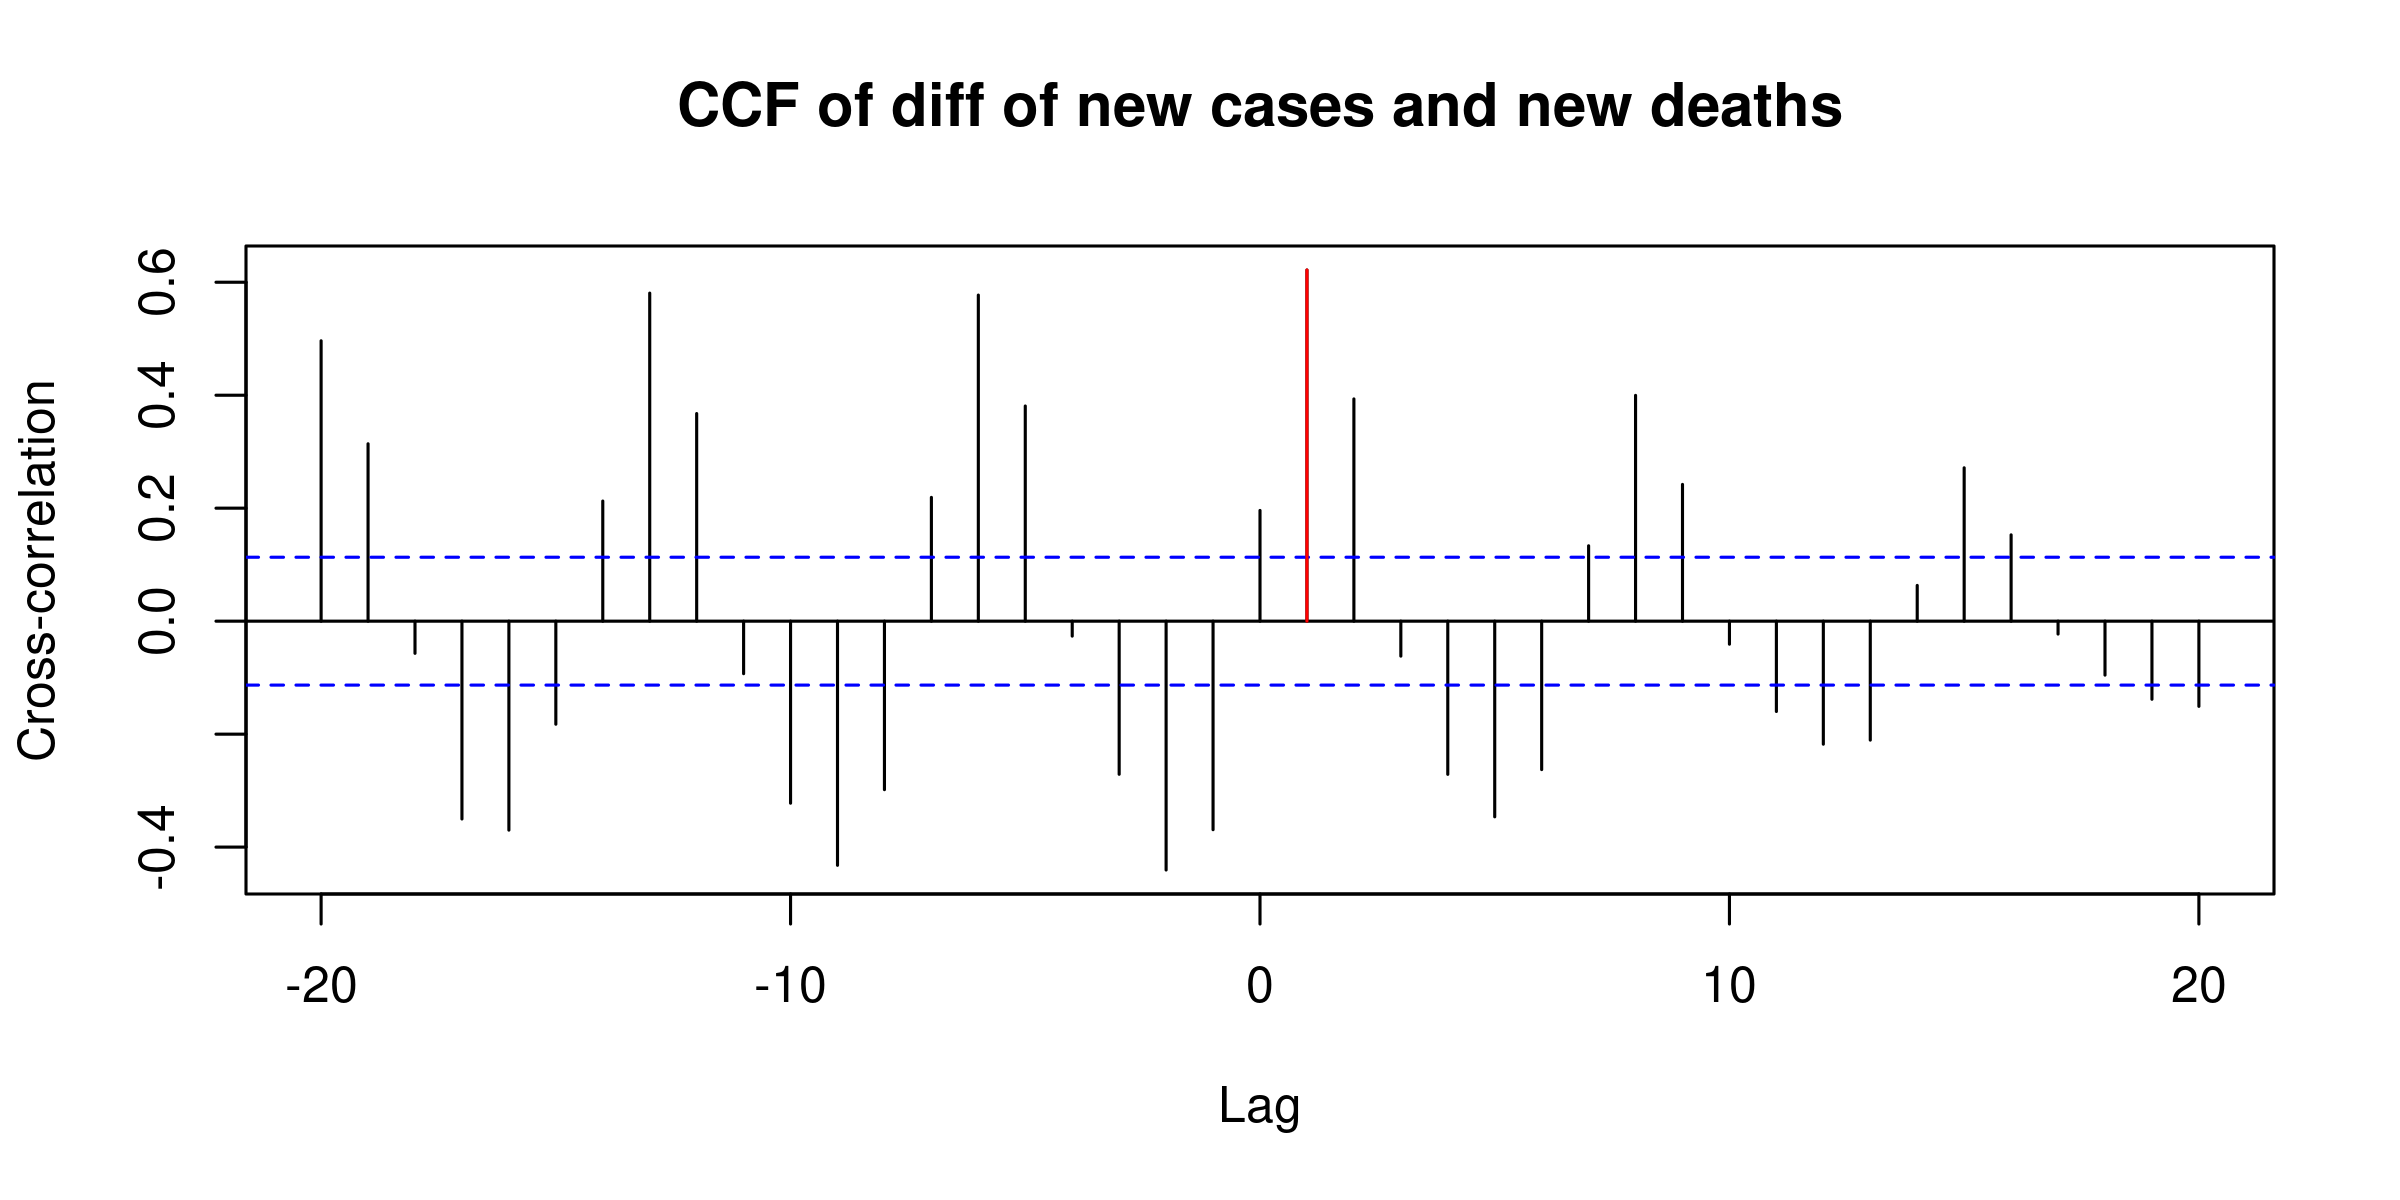 CCF of diff of new cases and new deaths
Cross-correlation
0.6
0.4
0.2
0.0
-0.4
-20 -10 0 10 20
Lag